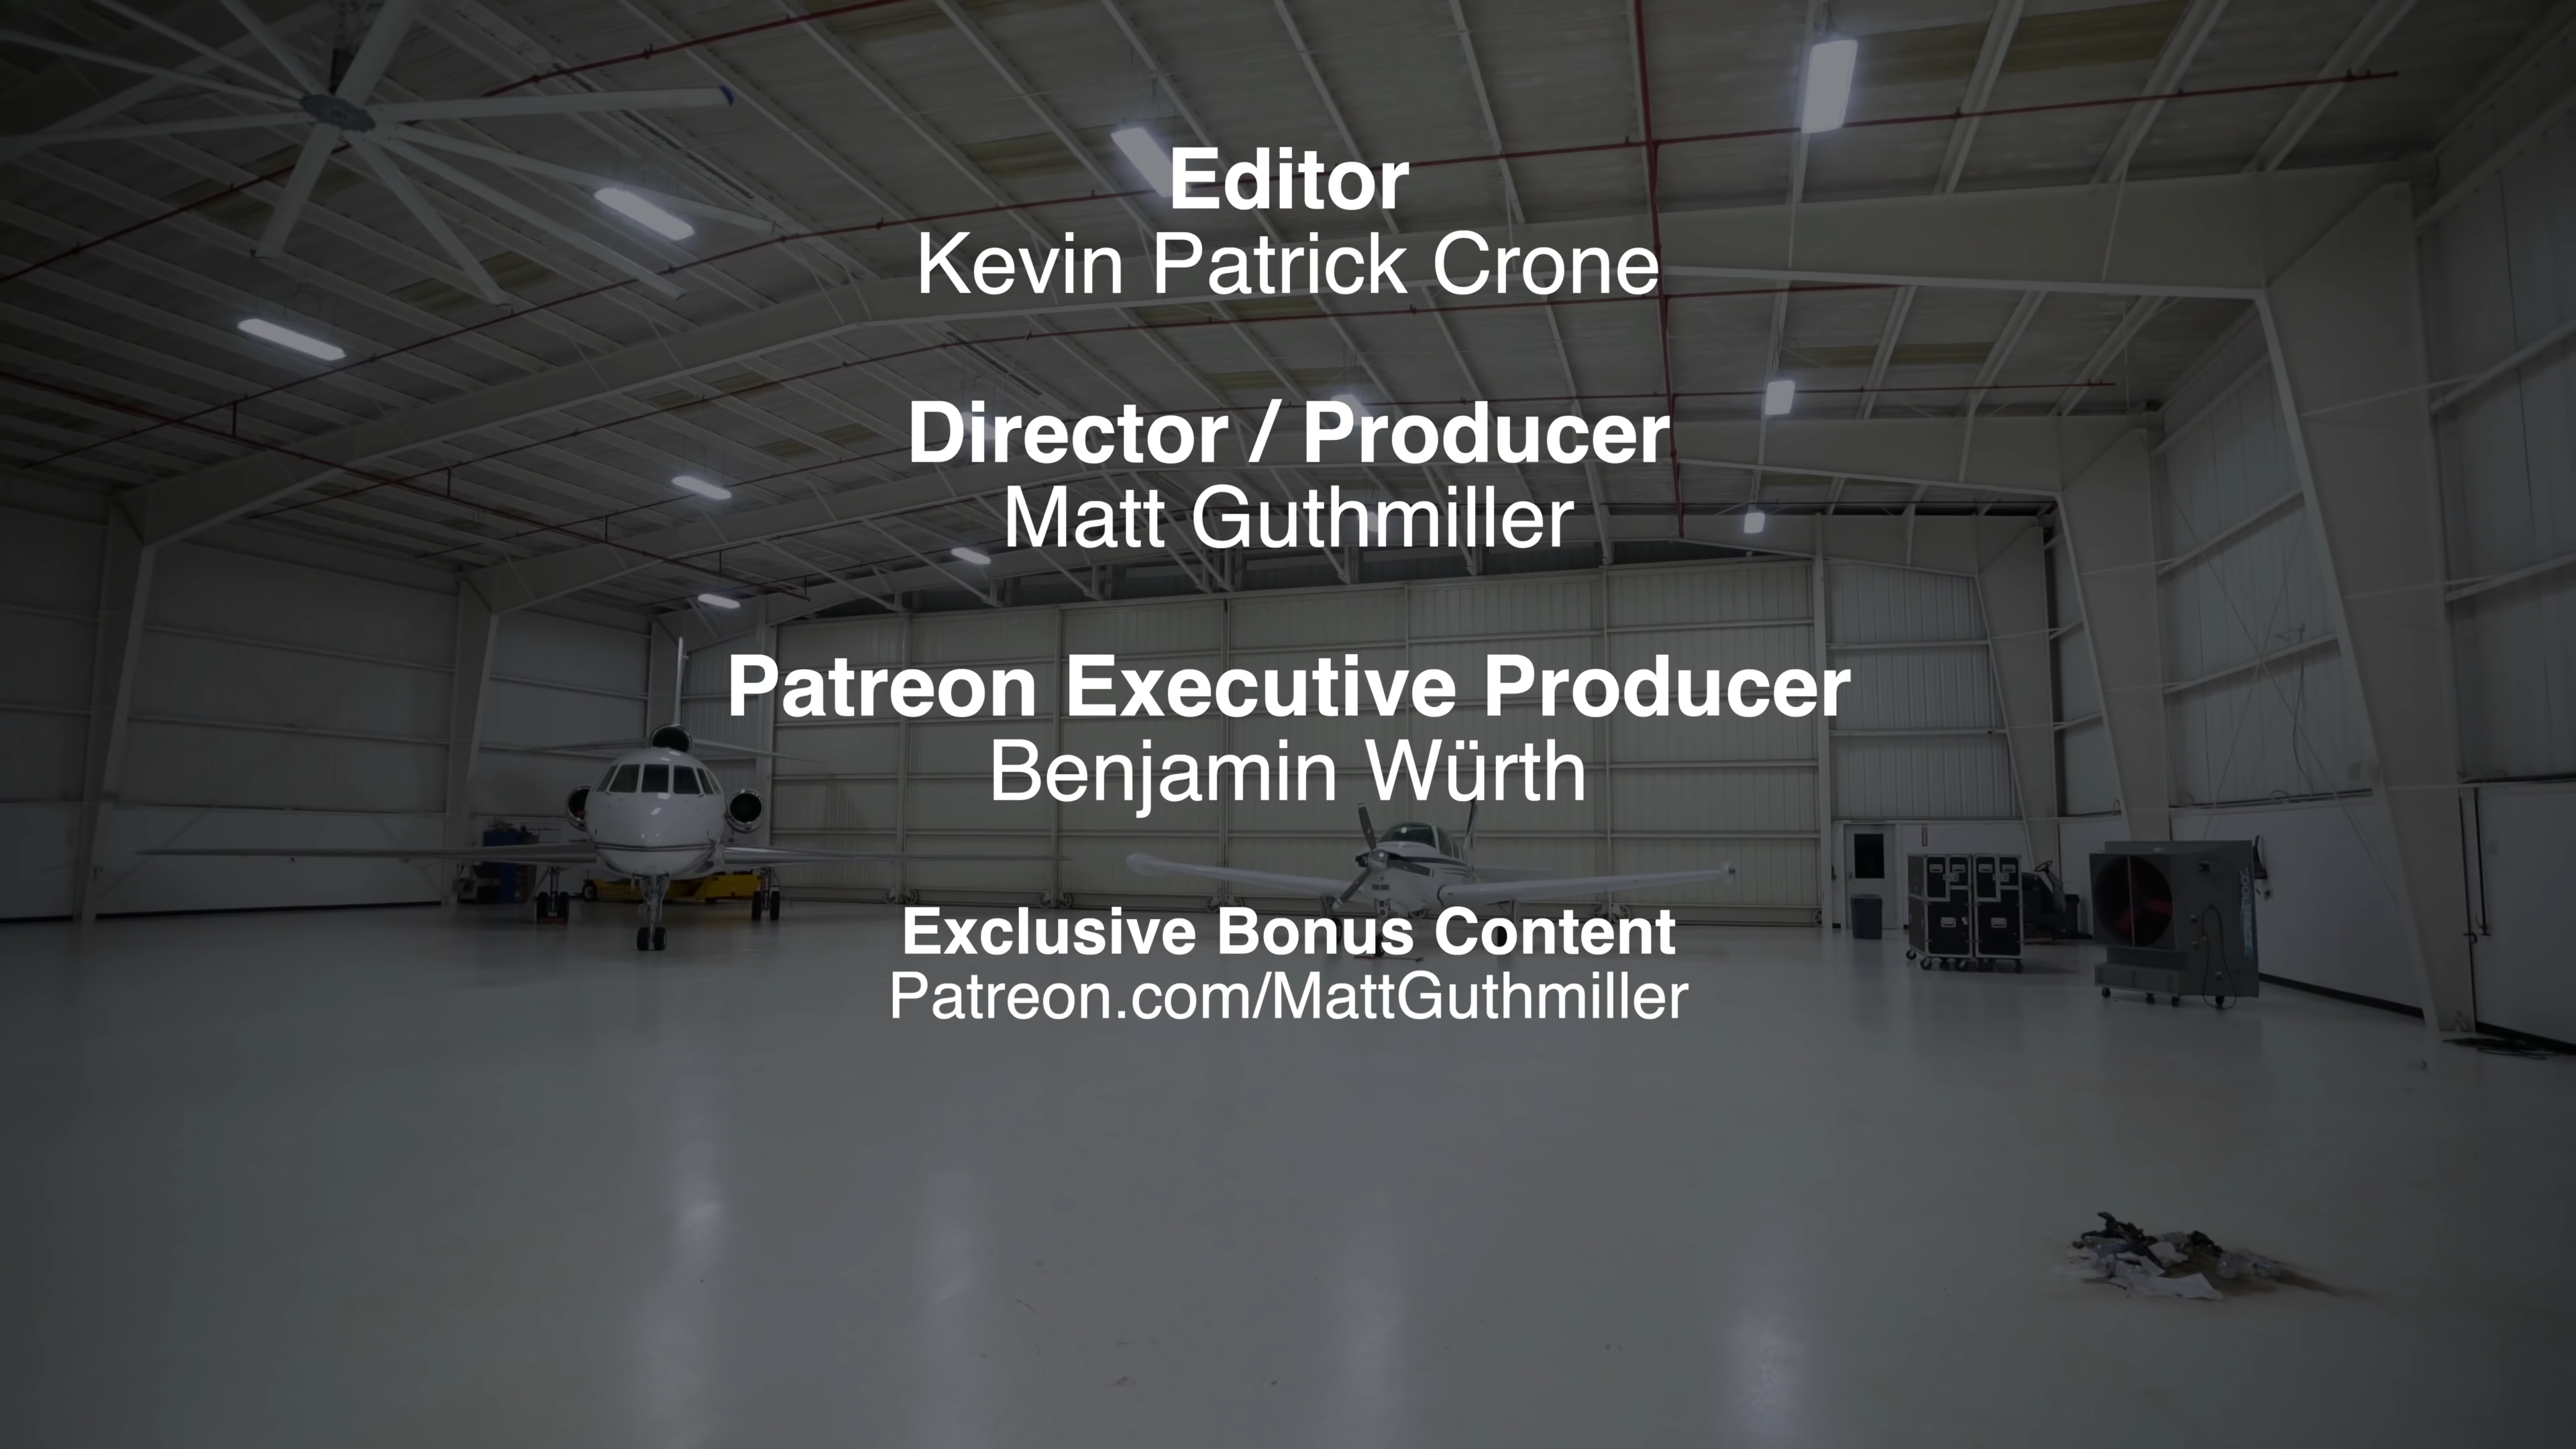 Editor
Kevin Patrick Crone
Director / Producer
Matt Guthmiller
Patreon Executive Producer
Benjamin Würth
Exclusive Bonus Content
Patreon.com/MattGuthmiller